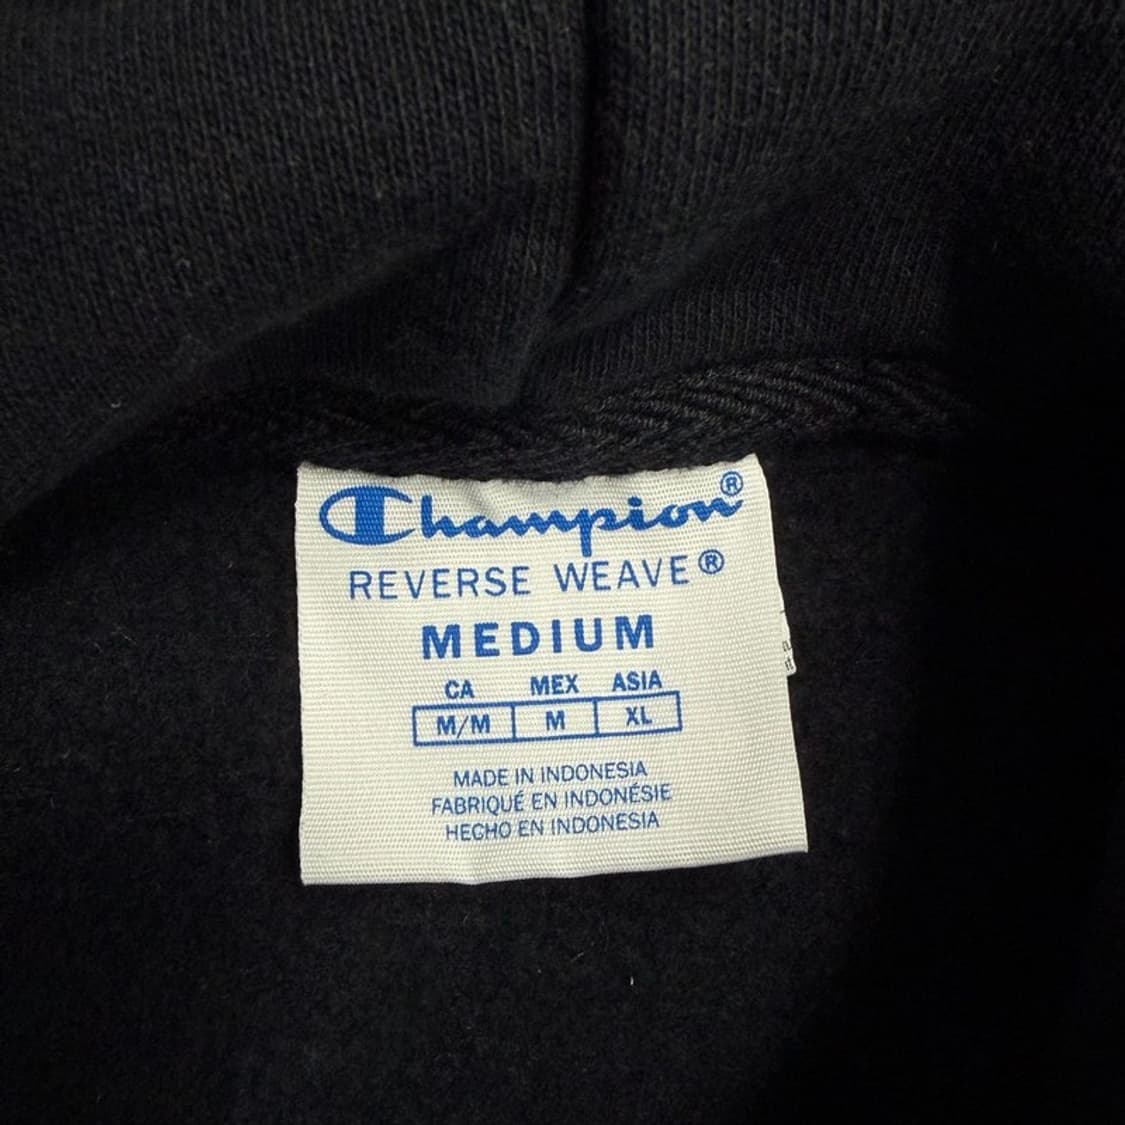 Champion®
REVERSE WEAVE®
MEDIUM
CA MEX ASIA
M/M M XL
MADE IN INDONESIA
FABRIQUÉ EN INDONÉSIE
HECHO EN INDONESIA